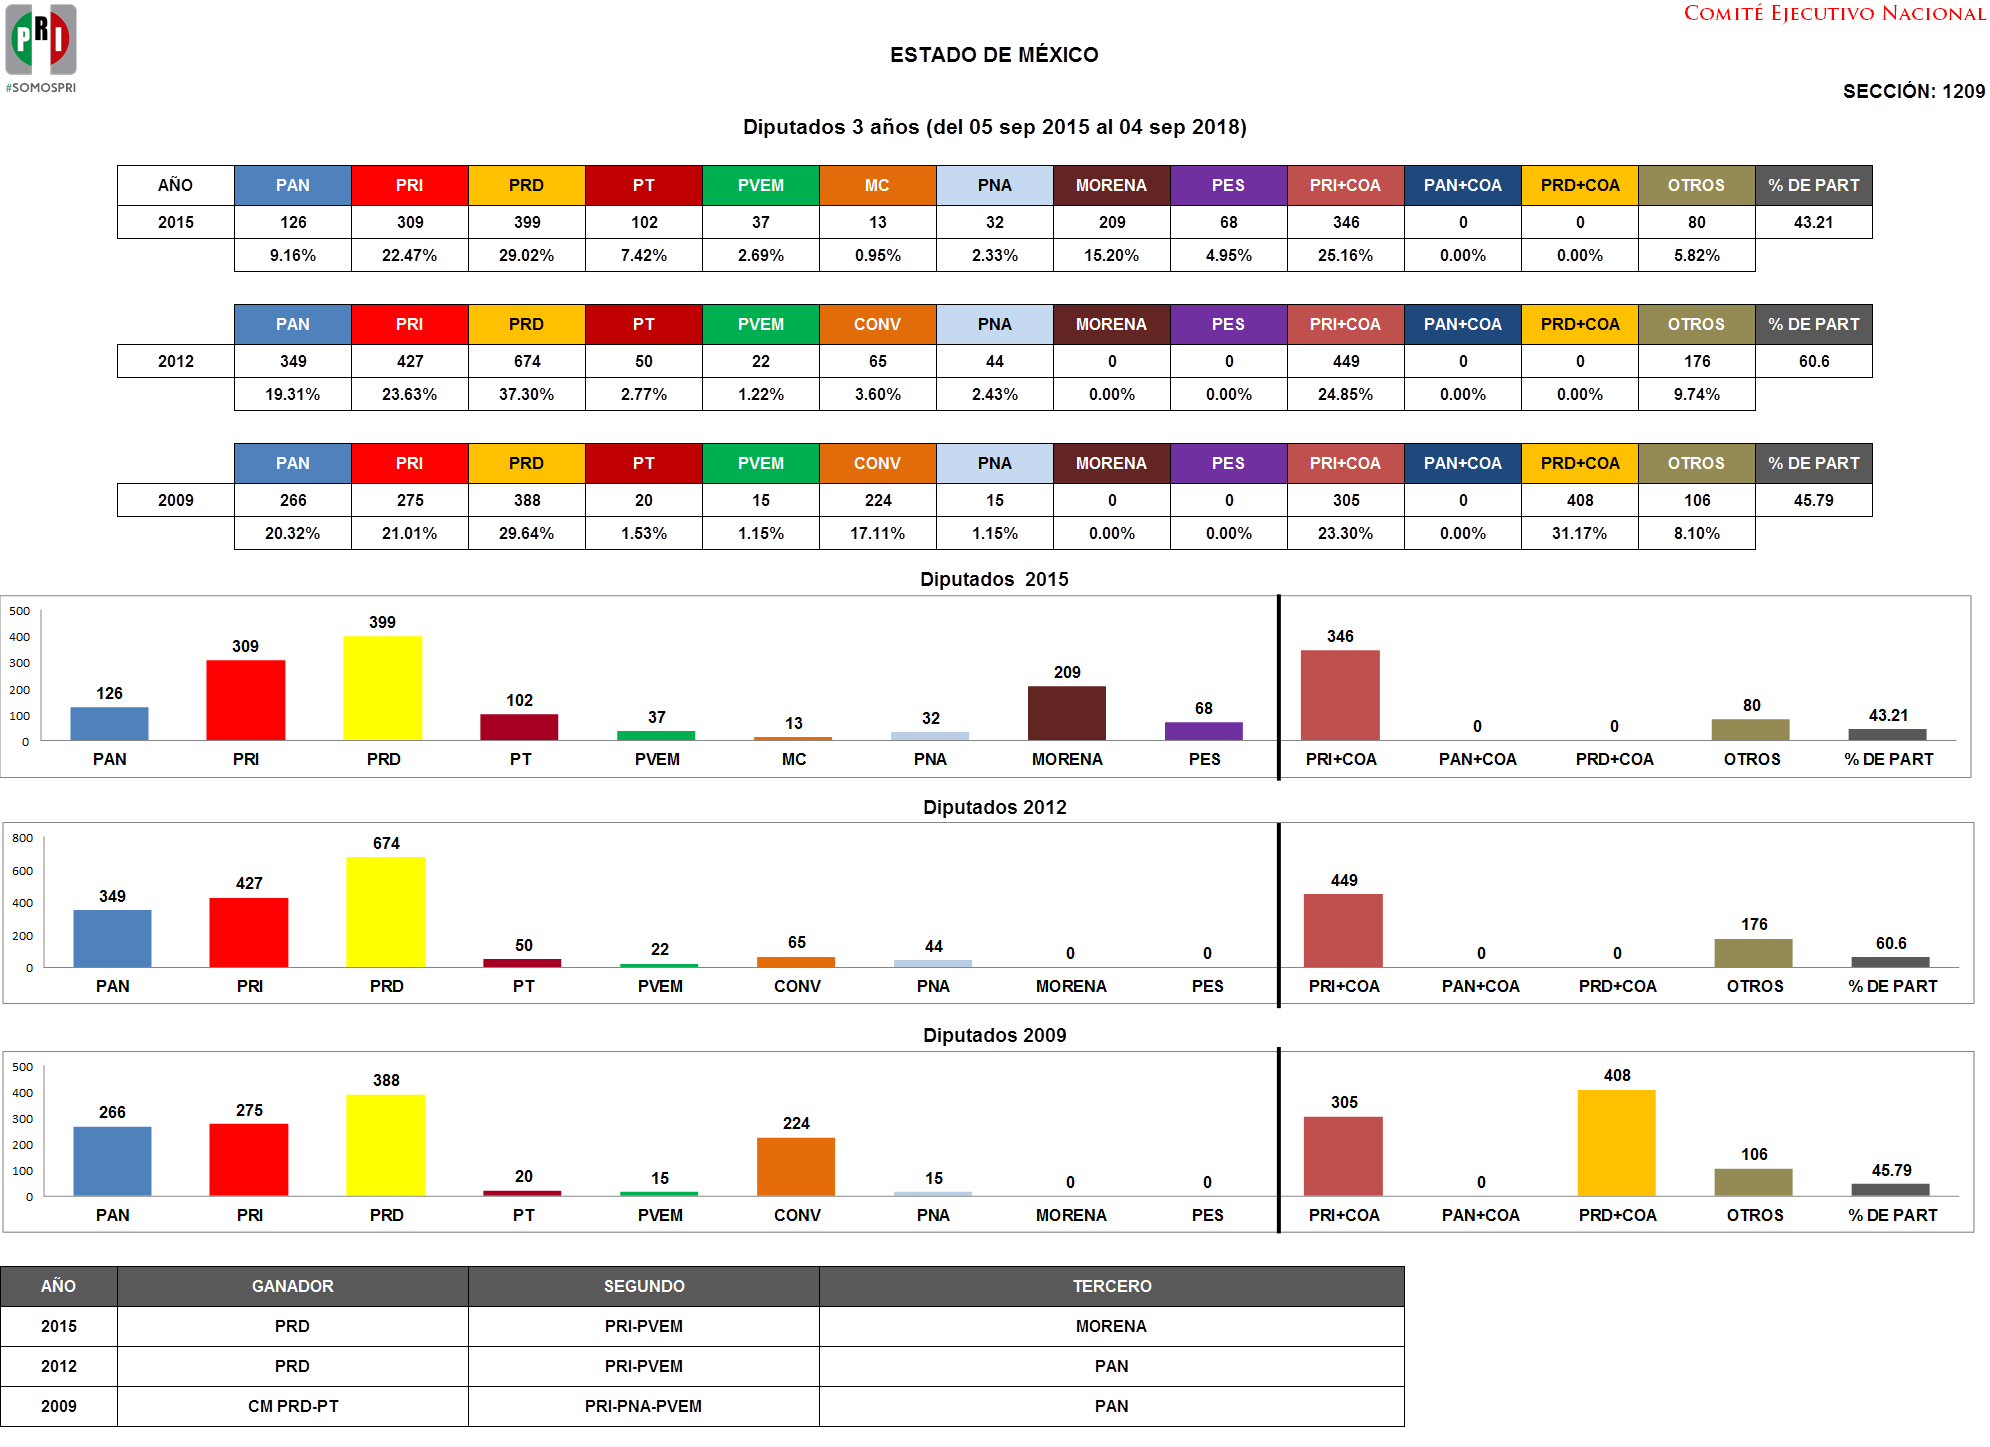 PRI
#SOMOSPRI
COMITÉ EJECUTIVO NACIONAL
ESTADO DE MÉXICO
SECCIÓN: 1209
Diputados 3 años (del 05 sep 2015 al 04 sep 2018)
AÑO PAN PRI PRD PT PVEM MC PNA MORENA PES PRI+COA PAN+COA PRD+COA OTROS % DE PART
2015 126 309 399 102 37 13 32 209 68 346 0 0 80 43.21
9.16% 22.47% 29.02% 7.42% 2.69% 0.95% 2.33% 15.20% 4.95% 25.16% 0.00% 0.00% 5.82%
PAN PRI PRD PT PVEM CONV PNA MORENA PES PRI+COA PAN+COA PRD+COA OTROS % DE PART
2012 349 427 674 50 22 65 44 0 0 449 0 0 176 60.6
19.31% 23.63% 37.30% 2.77% 1.22% 3.60% 2.43% 0.00% 0.00% 24.85% 0.00% 0.00% 9.74%
PAN PRI PRD PT PVEM CONV PNA MORENA PES PRI+COA PAN+COA PRD+COA OTROS % DE PART
2009 266 275 388 20 15 224 15 0 0 305 0 408 106 45.79
20.32% 21.01% 29.64% 1.53% 1.15% 17.11% 1.15% 0.00% 0.00% 23.30% 0.00% 31.17% 8.10%
Diputados 2015
500
400
300
200
100
0
126 309 399 102 37 13 32 209 68 346 0 0 80 43.21
PAN PRI PRD PT PVEM MC PNA MORENA PES PRI+COA PAN+COA PRD+COA OTROS % DE PART
Diputados 2012
800
600
400
200
0
349 427 674 50 22 65 44 0 0 449 0 0 176 60.6
PAN PRI PRD PT PVEM CONV PNA MORENA PES PRI+COA PAN+COA PRD+COA OTROS % DE PART
Diputados 2009
500
400
300
200
100
0
266 275 388 20 15 224 15 0 0 305 0 408 106 45.79
PAN PRI PRD PT PVEM CONV PNA MORENA PES PRI+COA PAN+COA PRD+COA OTROS % DE PART
AÑO GANADOR SEGUNDO TERCERO
2015 PRD PRI-PVEM MORENA
2012 PRD PRI-PVEM PAN
2009 CM PRD-PT PRI-PNA-PVEM PAN